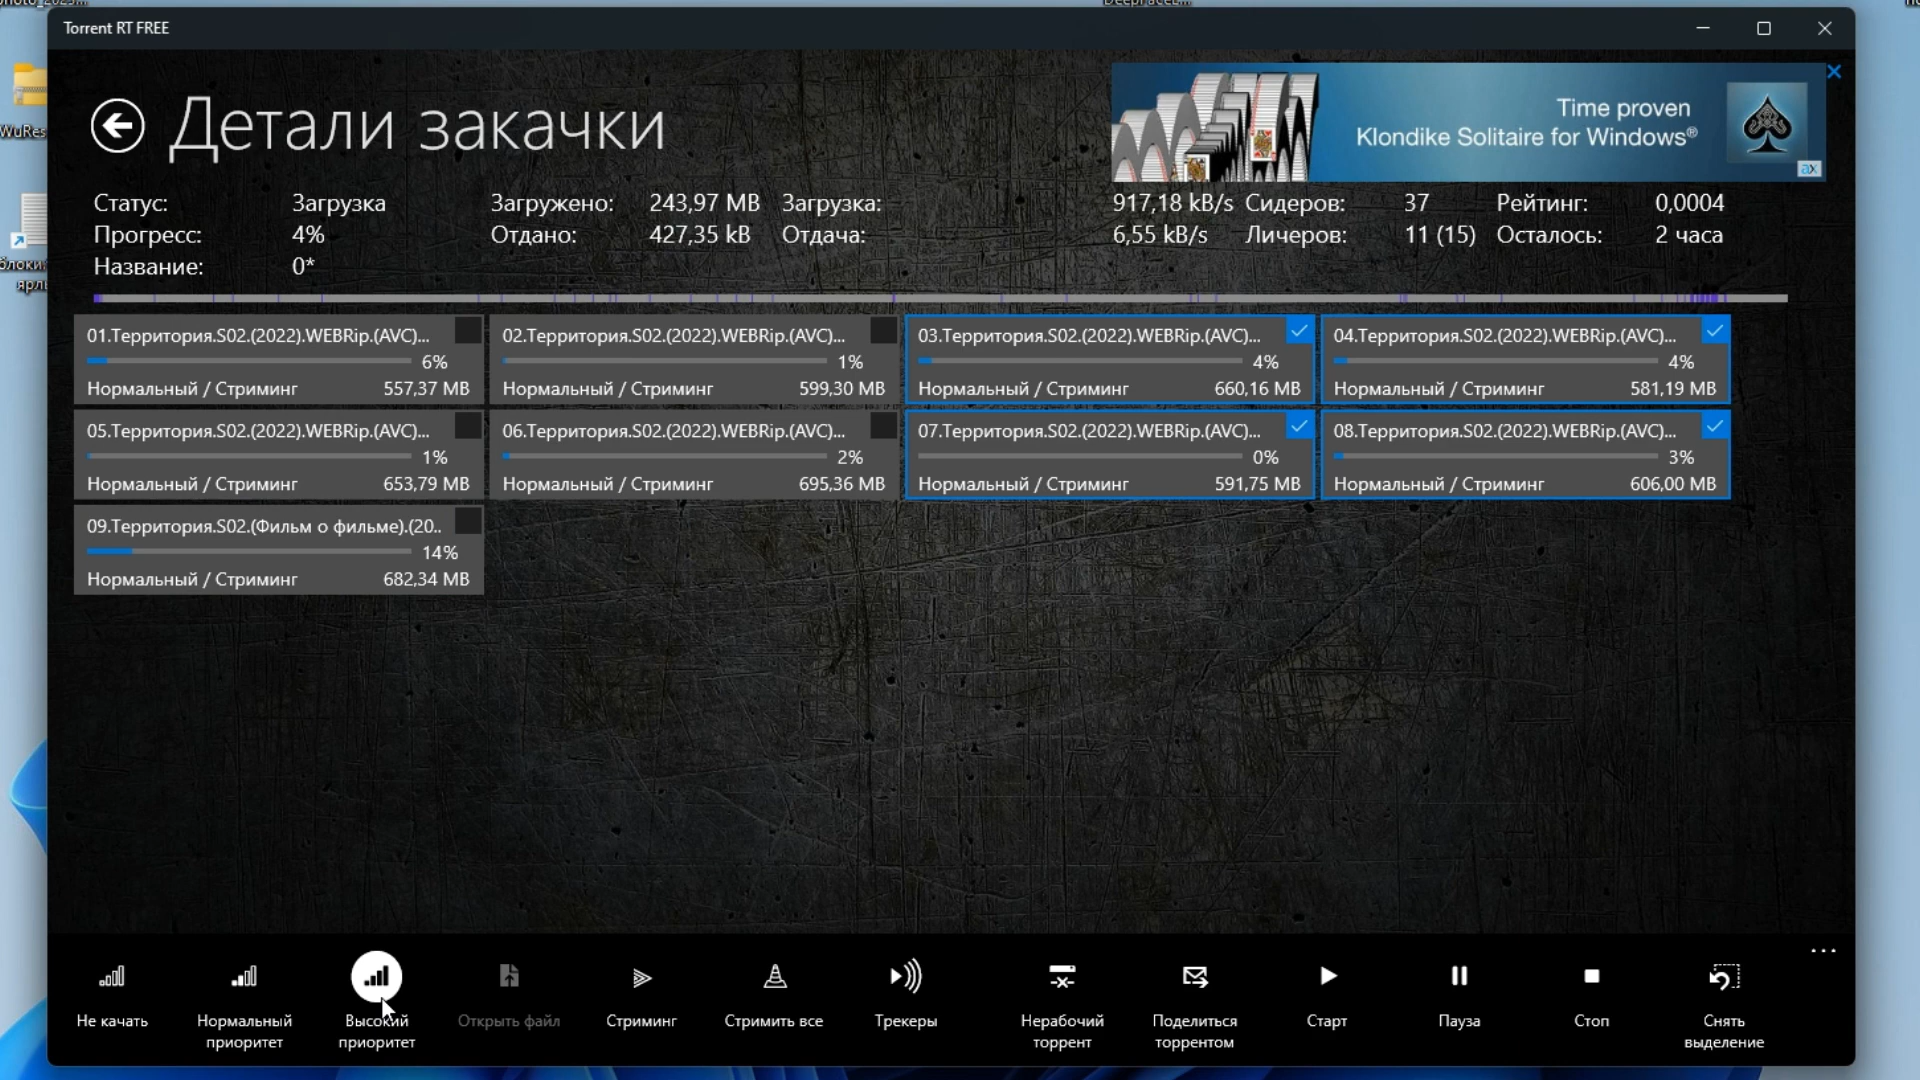 Torrent RT FREE
Детали закачки
Time proven
Klondike Solitaire for Windows®
Статус: Загрузка Загружено: 243,97 MB Загрузка: 917,18 kB/s Сидеров: 37 Рейтинг: 0,0004
Прогресс: 4% Отдано: 427,35 kB Отдача: 6,55 kB/s Личеров: 11 (15) Осталось: 2 часа
Название: 0*
01.Территория.S02.(2022).WEBRip.(AVC)...
6%
Нормальный / Стриминг 557,37 MB
02.Территория.S02.(2022).WEBRip.(AVC)...
1%
Нормальный / Стриминг 599,30 MB
03.Территория.S02.(2022).WEBRip.(AVC)...
4%
Нормальный / Стриминг 660,16 MB
04.Территория.S02.(2022).WEBRip.(AVC)...
4%
Нормальный / Стриминг 581,19 MB
05.Территория.S02.(2022).WEBRip.(AVC)...
1%
Нормальный / Стриминг 653,79 MB
06.Территория.S02.(2022).WEBRip.(AVC)...
2%
Нормальный / Стриминг 695,36 MB
07.Территория.S02.(2022).WEBRip.(AVC)...
0%
Нормальный / Стриминг 591,75 MB
08.Территория.S02.(2022).WEBRip.(AVC)...
3%
Нормальный / Стриминг 606,00 MB
09.Территория.S02.(Фильм о фильме).(20..
14%
Нормальный / Стриминг 682,34 MB
Не качать
Нормальный
приоритет
Высокий
приоритет
Открыть файл
Стриминг
Стримить все
Трекеры
Нерабочий
торрент
Поделиться
торрентом
Старт
Пауза
Стоп
Снять
выделение
WuRes
ярлы